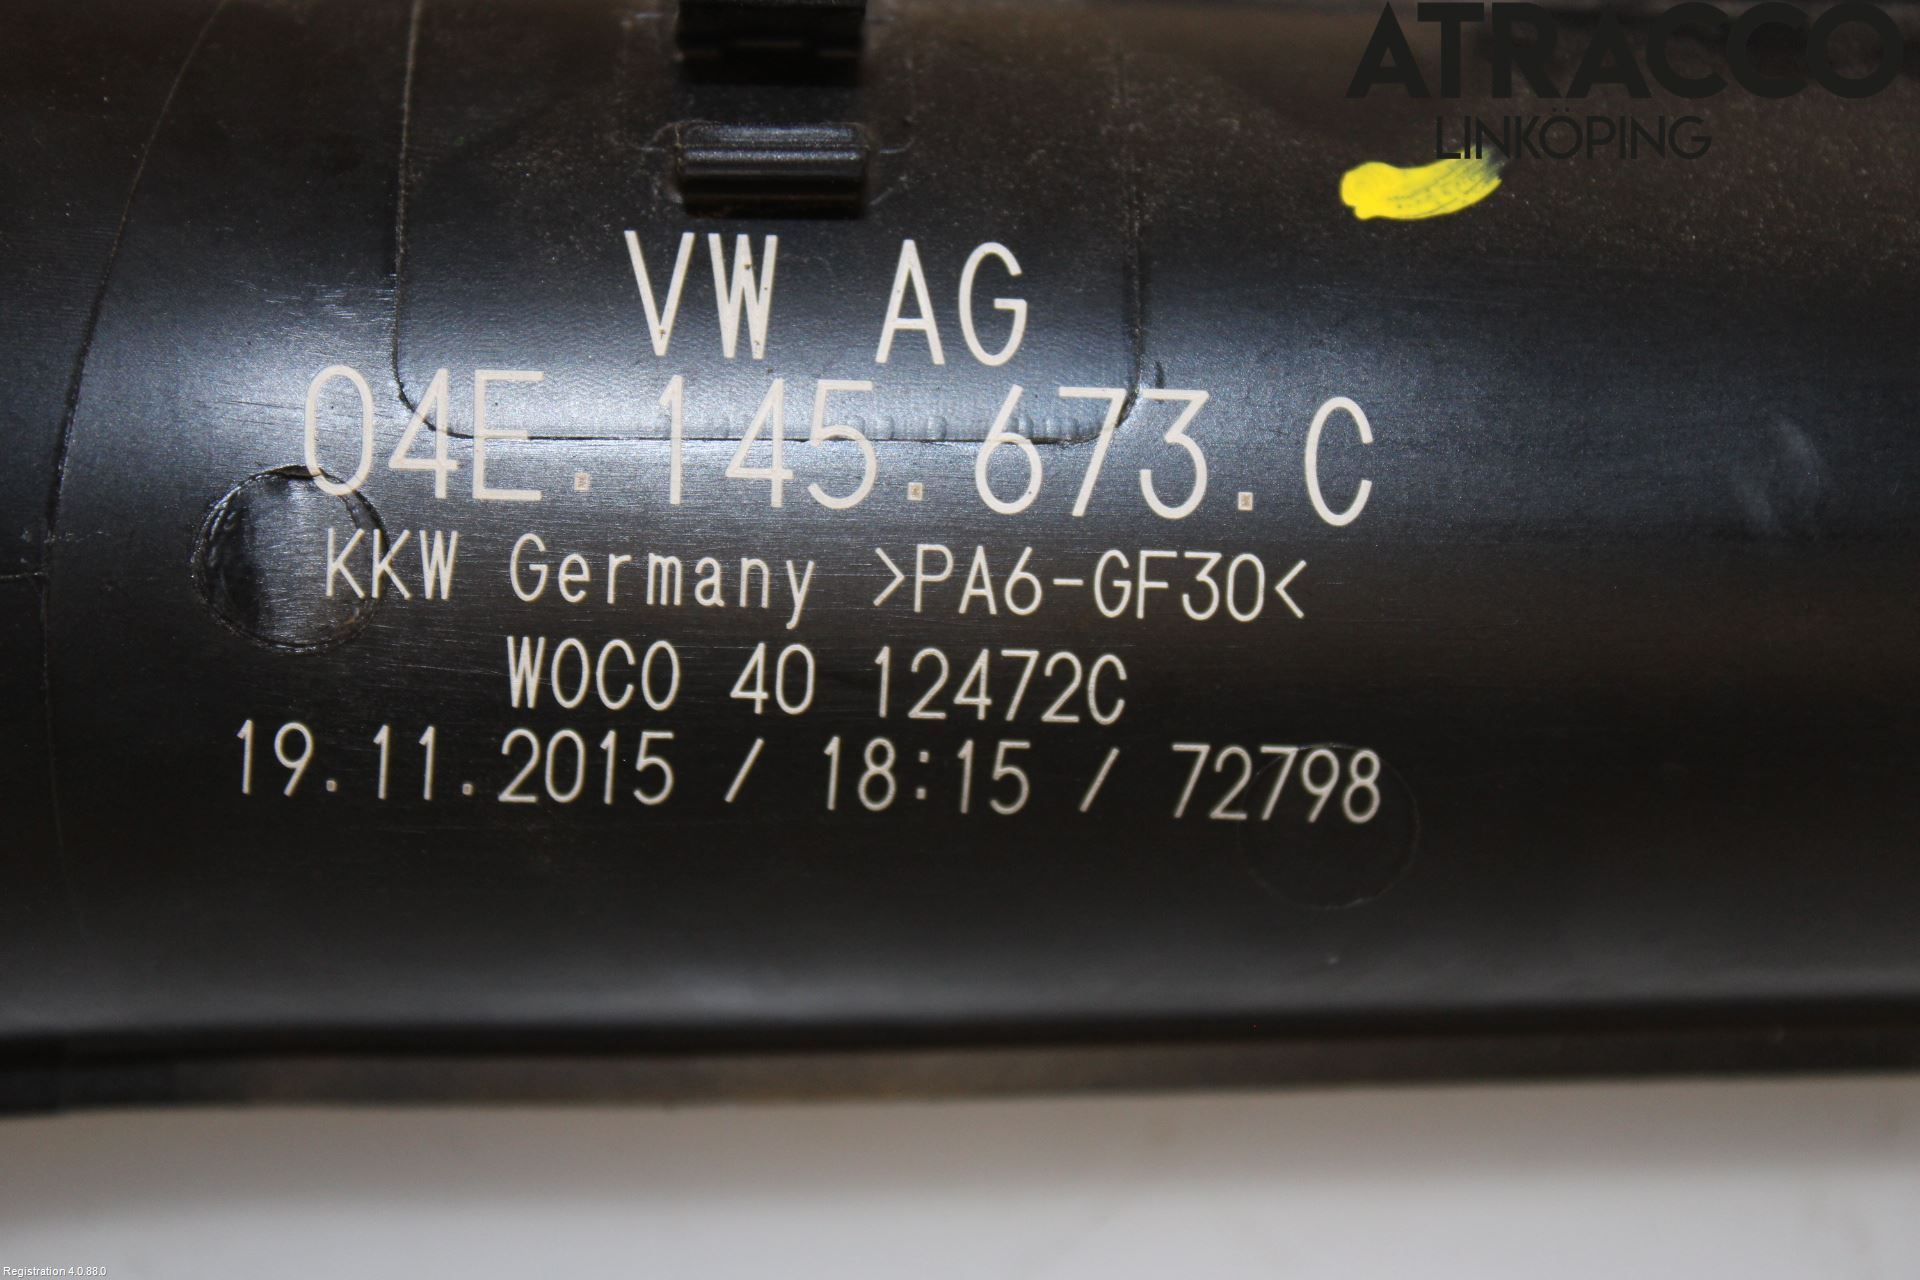 ATRACCO
LINKÖPING
VW AG
04E.145.673.C
KKW Germany >PA6-GF30<
WOCO 40 12472C
19.11.2015 / 18:15 / 72798
Registration 4.0.88.0